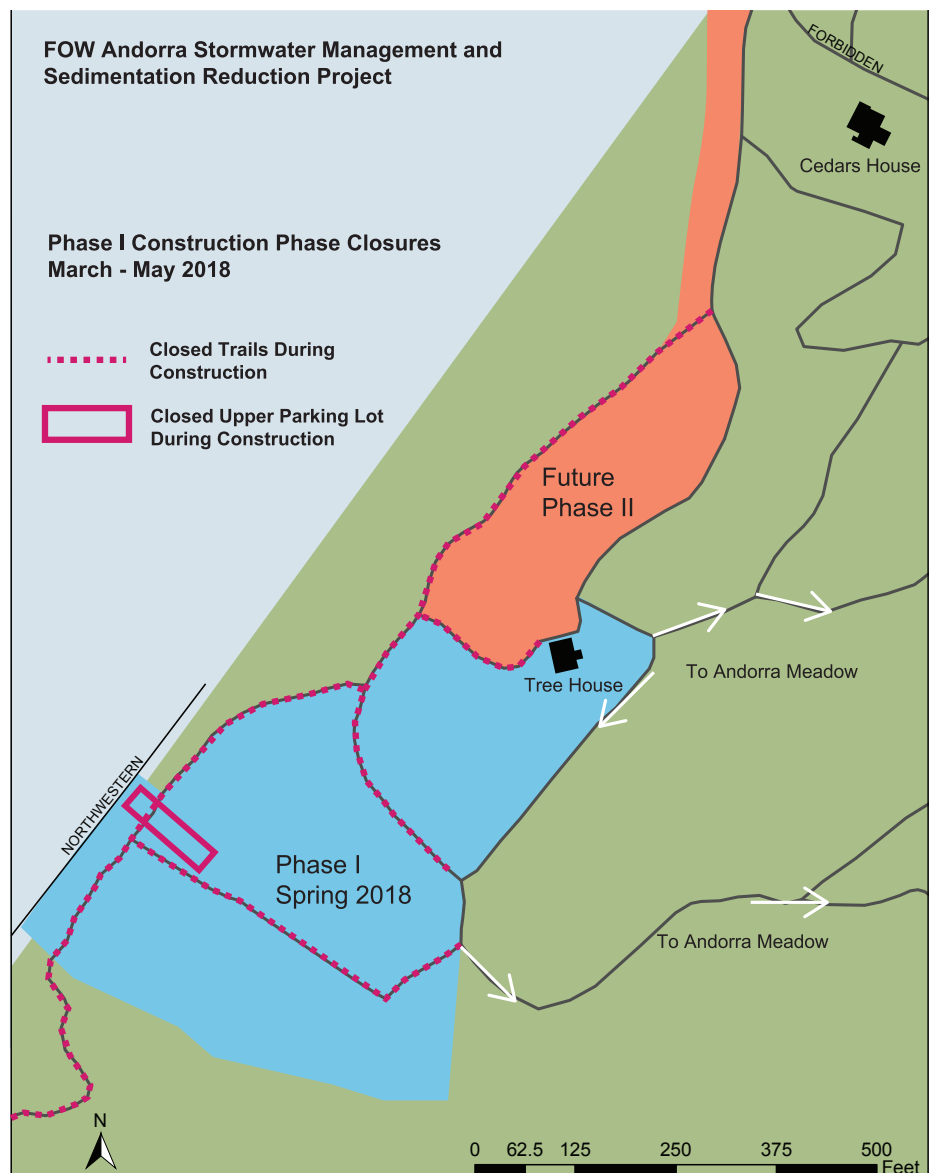 FOW Andorra Stormwater Management and
Sedimentation Reduction Project
FORBIDDEN
Cedars House
Phase I Construction Phase Closures
March - May 2018
Closed Trails During
Construction
Closed Upper Parking Lot
During Construction
Future
Phase II
Tree House
To Andorra Meadow
NORTHWESTERN
Phase I
Spring 2018
To Andorra Meadow
N
0 62.5 125 250 375 500
Feet